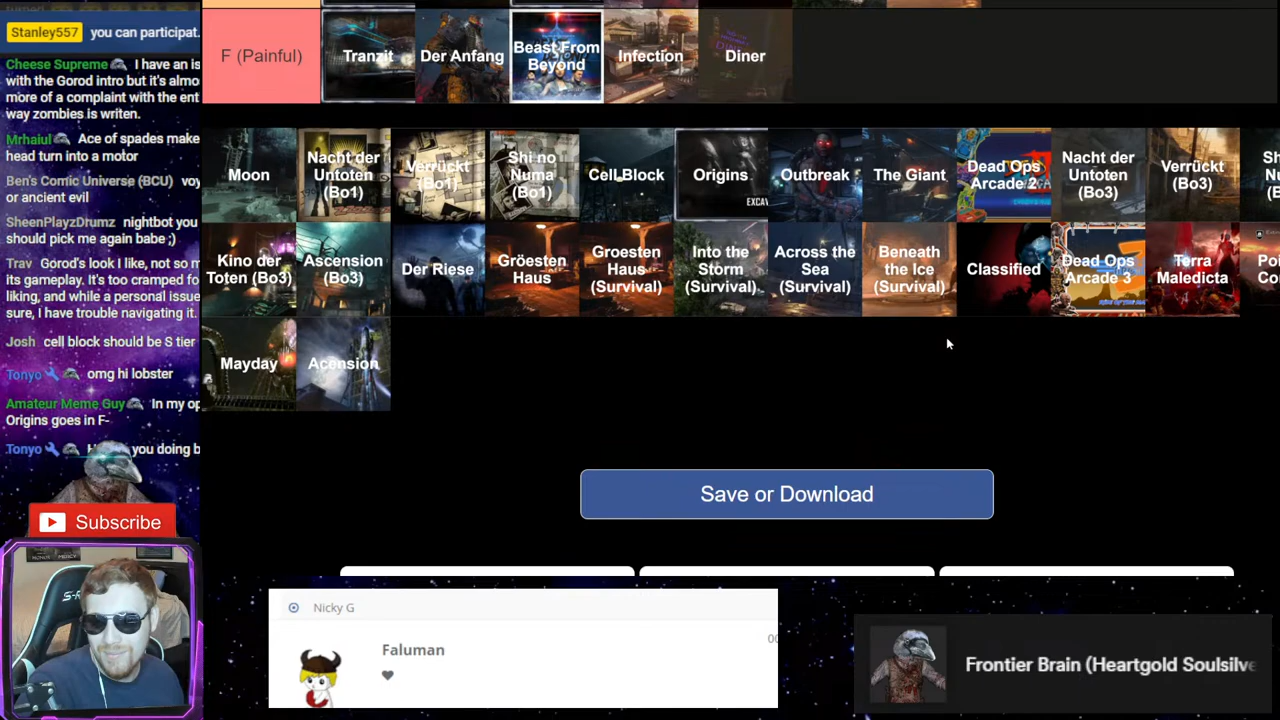 Stanley557 you can participat.
Cheese Supreme I have an is
with the Gorod intro but it's almo
more of a complaint with the ent
way zombies is writen.
Mrhaiul Ace of spades make
head turn into a motor
Ben's Comic Universe (BCU) voy
or ancient evil
SheenPlayzDrumz nightbot you
should pick me again babe ;)
Trav Gorod's look I like, not so m
its gameplay. It's too cramped fo
liking, and while a personal issue
sure, I have trouble navigating it.
Josh cell block should be S tier
Tonyo omg hi lobster
Amateur Meme Guy In my op
Origins goes in F-
Tonyo you doing b
Subscribe
F (Painful)
Tranzit
Der Anfang
Beast From
Beyond
Infection
Diner
Moon
Nacht der
Untoten
(Bo1)
Verrückt
(Bo1)
Shi no
Numa
(Bo1)
Cell Block
Origins
EXCAV
Outbreak
The Giant
Dead Ops
Arcade 2
Nacht der
Untoten
(Bo3)
Verrückt
(Bo3)
Kino der
Toten (Bo3)
Ascension
(Bo3)
Der Riese
Gröesten
Haus
Groesten
Haus
(Survival)
Into the
Storm
(Survival)
Across the
Sea
(Survival)
Beneath
the Ice
(Survival)
Classified
Dead Ops
Arcade 3
Terra
Maledicta
Mayday
Acension
Save or Download
Nicky G
Faluman
Frontier Brain (Heartgold Soulsilve